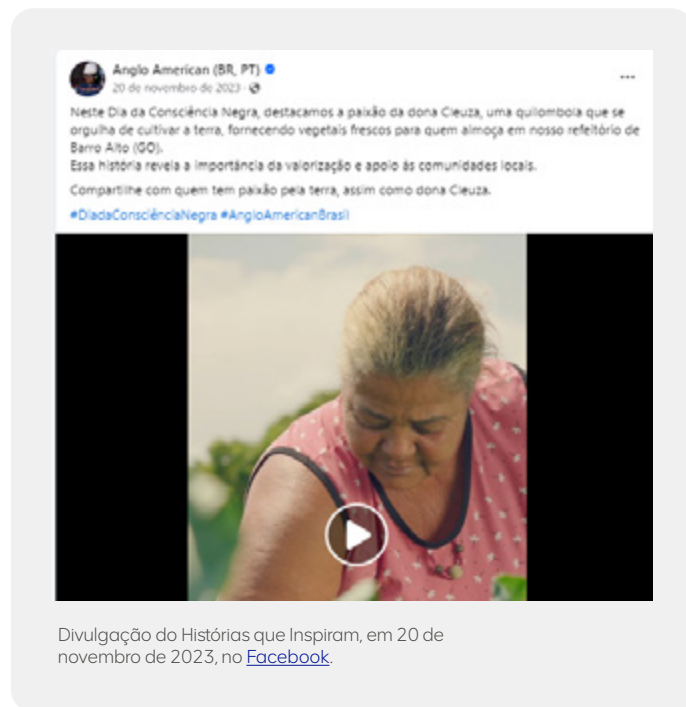 Anglo American (BR, PT)
20 de novembro de 2023 ·
Neste Dia da Consciência Negra, destacamos a paixão da dona Cleuza, uma quilombola que se
orgulha de cultivar a terra, fornecendo vegetais frescos para quem almoça em nosso refeitório de
Barro Alto (GO).
Essa história revela a importância da valorização e apoio às comunidades locais.
Compartilhe com quem tem paixão pela terra, assim como dona Cleuza.
#DiadaConsciênciaNegra #AngloAmericanBrasil
Divulgação do Histórias que Inspiram, em 20 de
novembro de 2023, no Facebook.